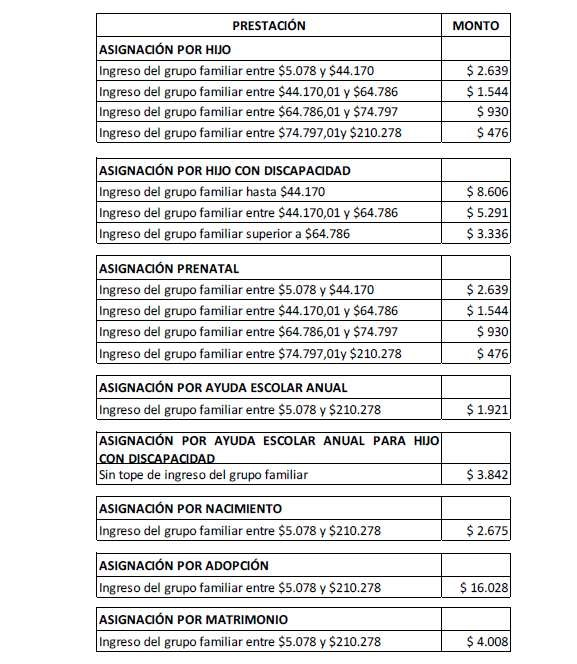 PRESTACIÓN MONTO
ASIGNACIÓN POR HIJO
Ingreso del grupo familiar entre $5.078 y $44.170 $ 2.639
Ingreso del grupo familiar entre $44.170,01 y $64.786 $ 1.544
Ingreso del grupo familiar entre $64.786,01 y $74.797 $ 930
Ingreso del grupo familiar entre $74.797,01y $210.278 $ 476
ASIGNACIÓN POR HIJO CON DISCAPACIDAD
Ingreso del grupo familiar hasta $44.170 $ 8.606
Ingreso del grupo familiar entre $44.170,01 y $64.786 $ 5.291
Ingreso del grupo familiar superior a $64.786 $ 3.336
ASIGNACIÓN PRENATAL
Ingreso del grupo familiar entre $5.078 y $44.170 $ 2.639
Ingreso del grupo familiar entre $44.170,01 y $64.786 $ 1.544
Ingreso del grupo familiar entre $64.786,01 y $74.797 $ 930
Ingreso del grupo familiar entre $74.797,01y $210.278 $ 476
ASIGNACIÓN POR AYUDA ESCOLAR ANUAL
Ingreso del grupo familiar entre $5.078 y $210.278 $ 1.921
ASIGNACIÓN POR AYUDA ESCOLAR ANUAL PARA HIJO
CON DISCAPACIDAD
Sin tope de ingreso del grupo familiar $ 3.842
ASIGNACIÓN POR NACIMIENTO
Ingreso del grupo familiar entre $5.078 y $210.278 $ 2.675
ASIGNACIÓN POR ADOPCIÓN
Ingreso del grupo familiar entre $5.078 y $210.278 $ 16.028
ASIGNACIÓN POR MATRIMONIO
Ingreso del grupo familiar entre $5.078 y $210.278 $ 4.008